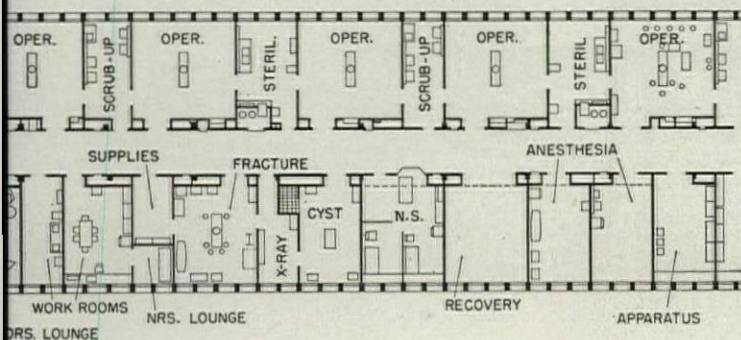 OPER.
SCRUB-UP
OPER.
STERIL.
OPER.
SCRUB-UP
OPER.
STERIL
OPER.
SUPPLIES
FRACTURE
ANESTHESIA
X-RAY
CYST
N.S.
WORK ROOMS
NRS. LOUNGE
RECOVERY
APPARATUS
DRS. LOUNGE